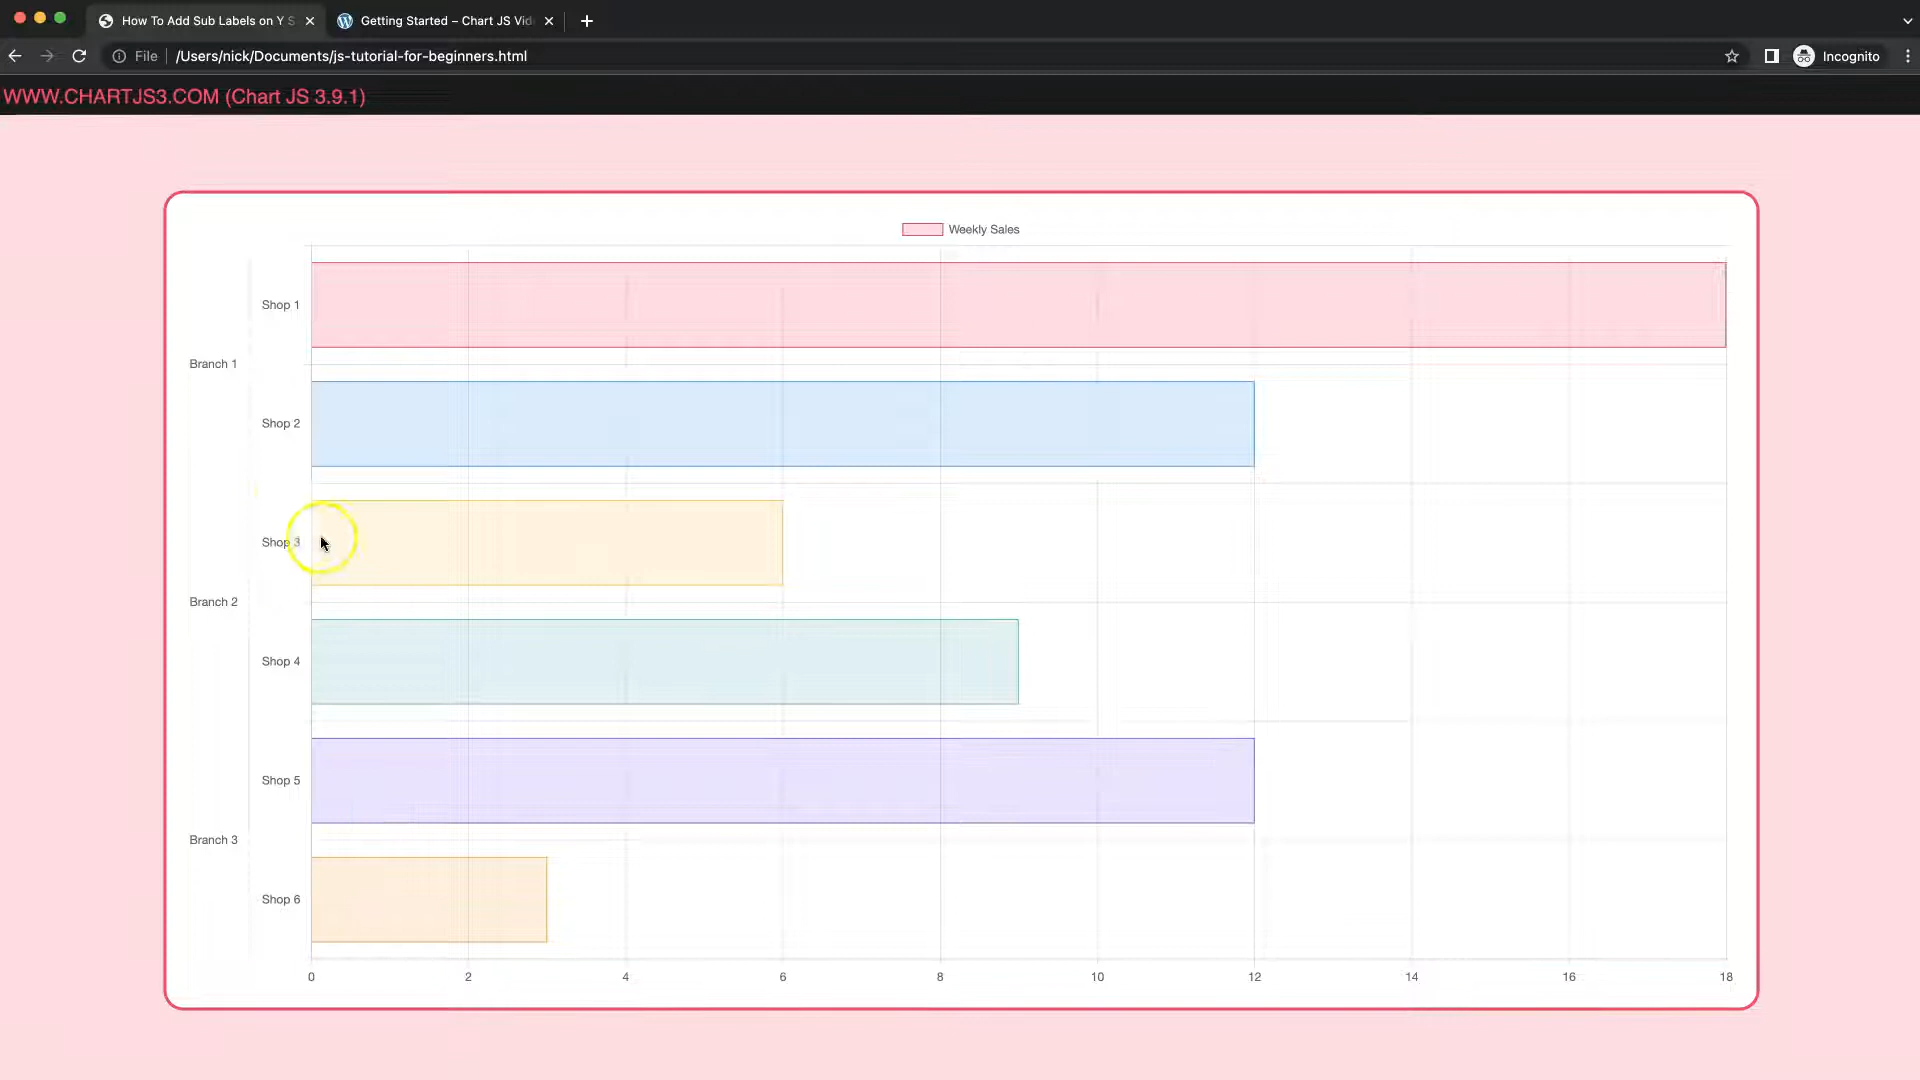 How To Add Sub Labels on Y S
Getting Started – Chart JS Vid
File /Users/nick/Documents/js-tutorial-for-beginners.html
Incognito
WWW.CHARTJS3.COM (Chart JS 3.9.1)
Weekly Sales
Shop 1
Branch 1
Shop 2
Shop 3
Branch 2
Shop 4
Shop 5
Branch 3
Shop 6
0 2 4 6 8 10 12 14 16 18